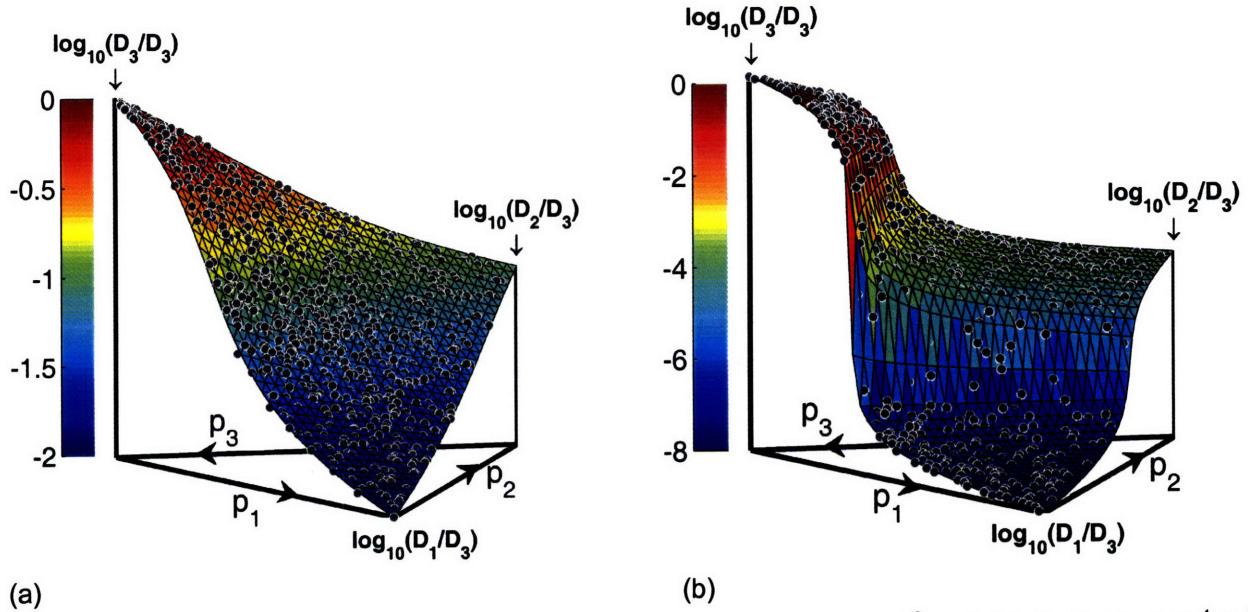 log10(D3/D3)
0
-0.5
-1
-1.5
-2
log10(D2/D3)
p3
p1
p2
log10(D1/D3)
(a)
log10(D3/D3)
0
-2
-4
-6
-8
log10(D2/D3)
p3
p1
p2
log10(D1/D3)
(b)